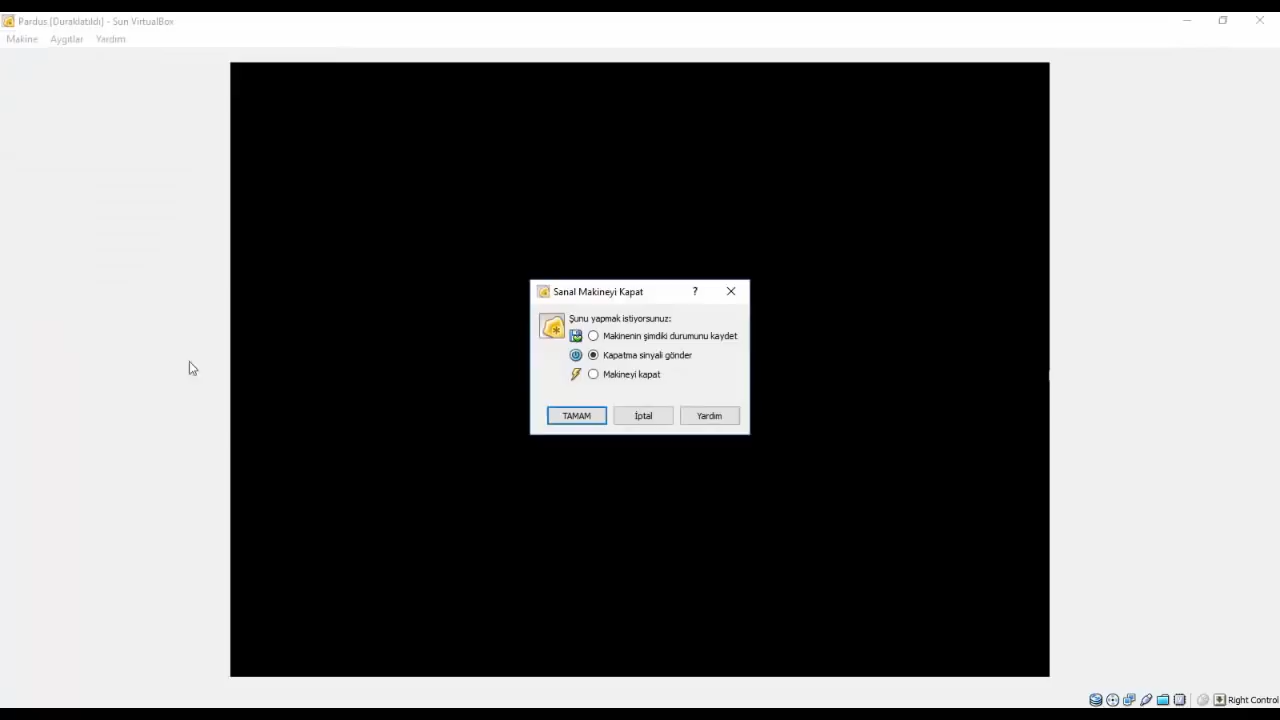 Pardus [Duraklatıldı] - Sun VirtualBox
Makine Aygıtlar Yardım
Sanal Makineyi Kapat ?
Şunu yapmak istiyorsunuz:
Makinenin şimdiki durumunu kaydet
Kapatma sinyali gönder
Makineyi kapat
TAMAM İptal Yardım
Right Control